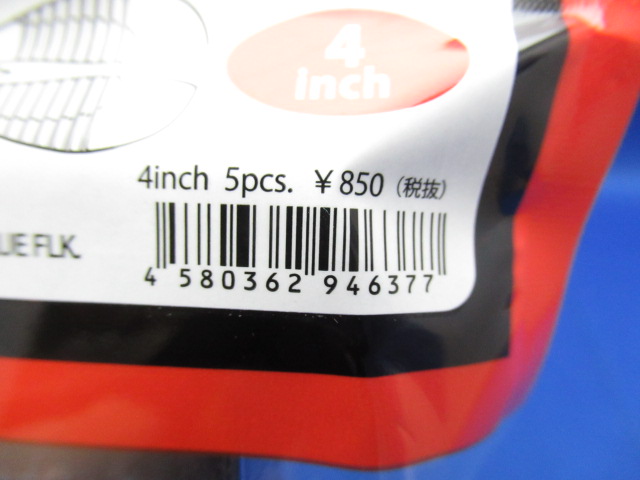 4
inch
4inch 5pcs. ¥850（税抜）
UE FLK.
4 580362 946377